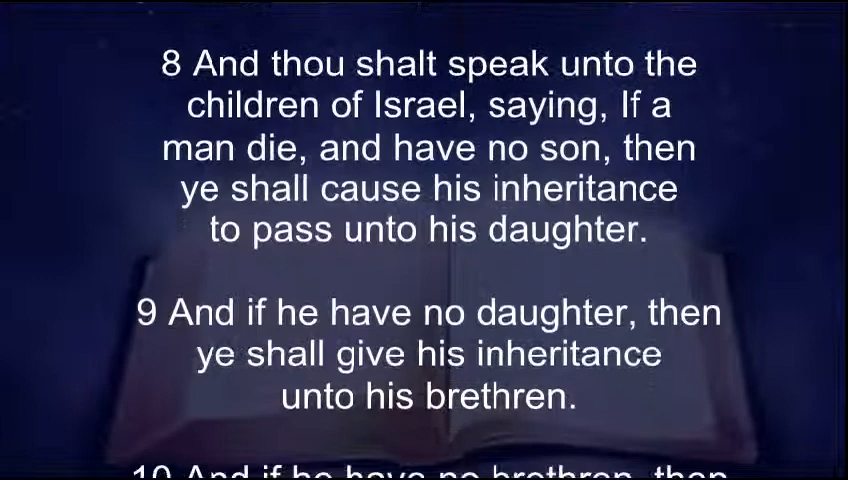 8 And thou shalt speak unto the
children of Israel, saying, If a
man die, and have no son, then
ye shall cause his inheritance
to pass unto his daughter.
9 And if he have no daughter, then
ye shall give his inheritance
unto his brethren.
10 And if he have no brethren, then